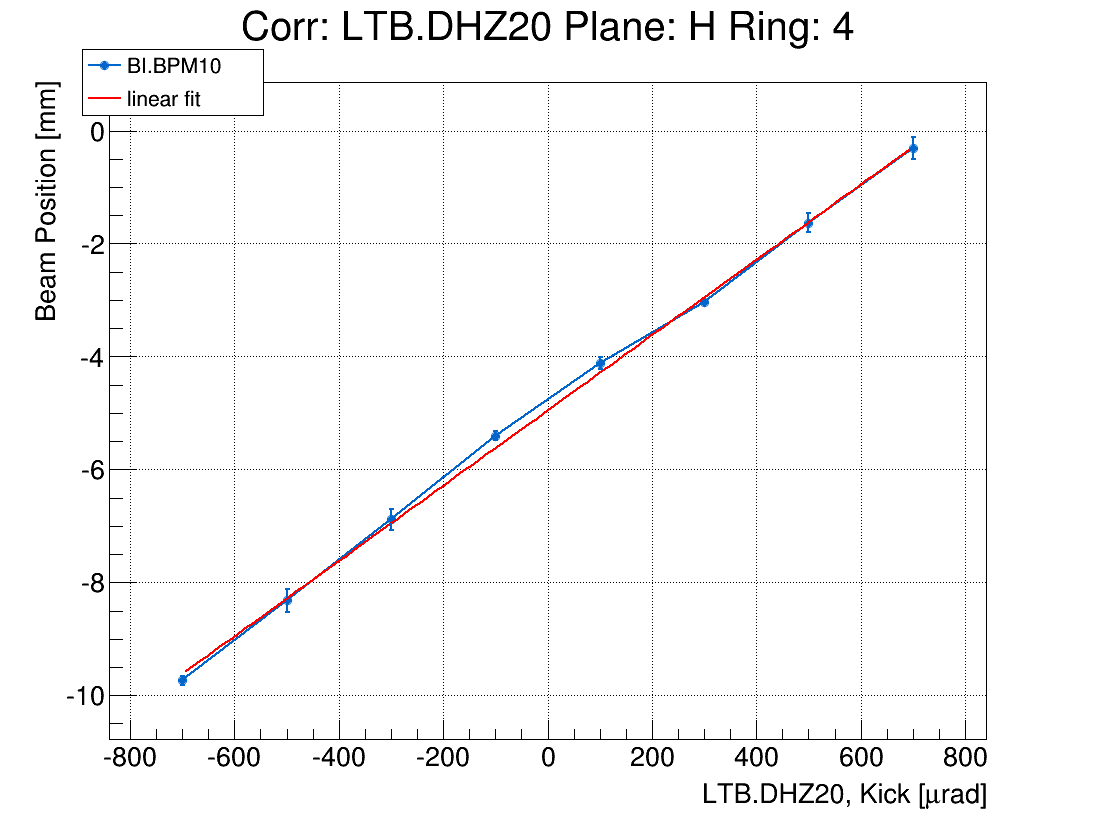 Corr: LTB.DHZ20 Plane: H Ring: 4
BI.BPM10
linear fit
Beam Position [mm]
0
-2
-4
-6
-8
-10
-800 -600 -400 -200 0 200 400 600 800
LTB.DHZ20, Kick [μrad]